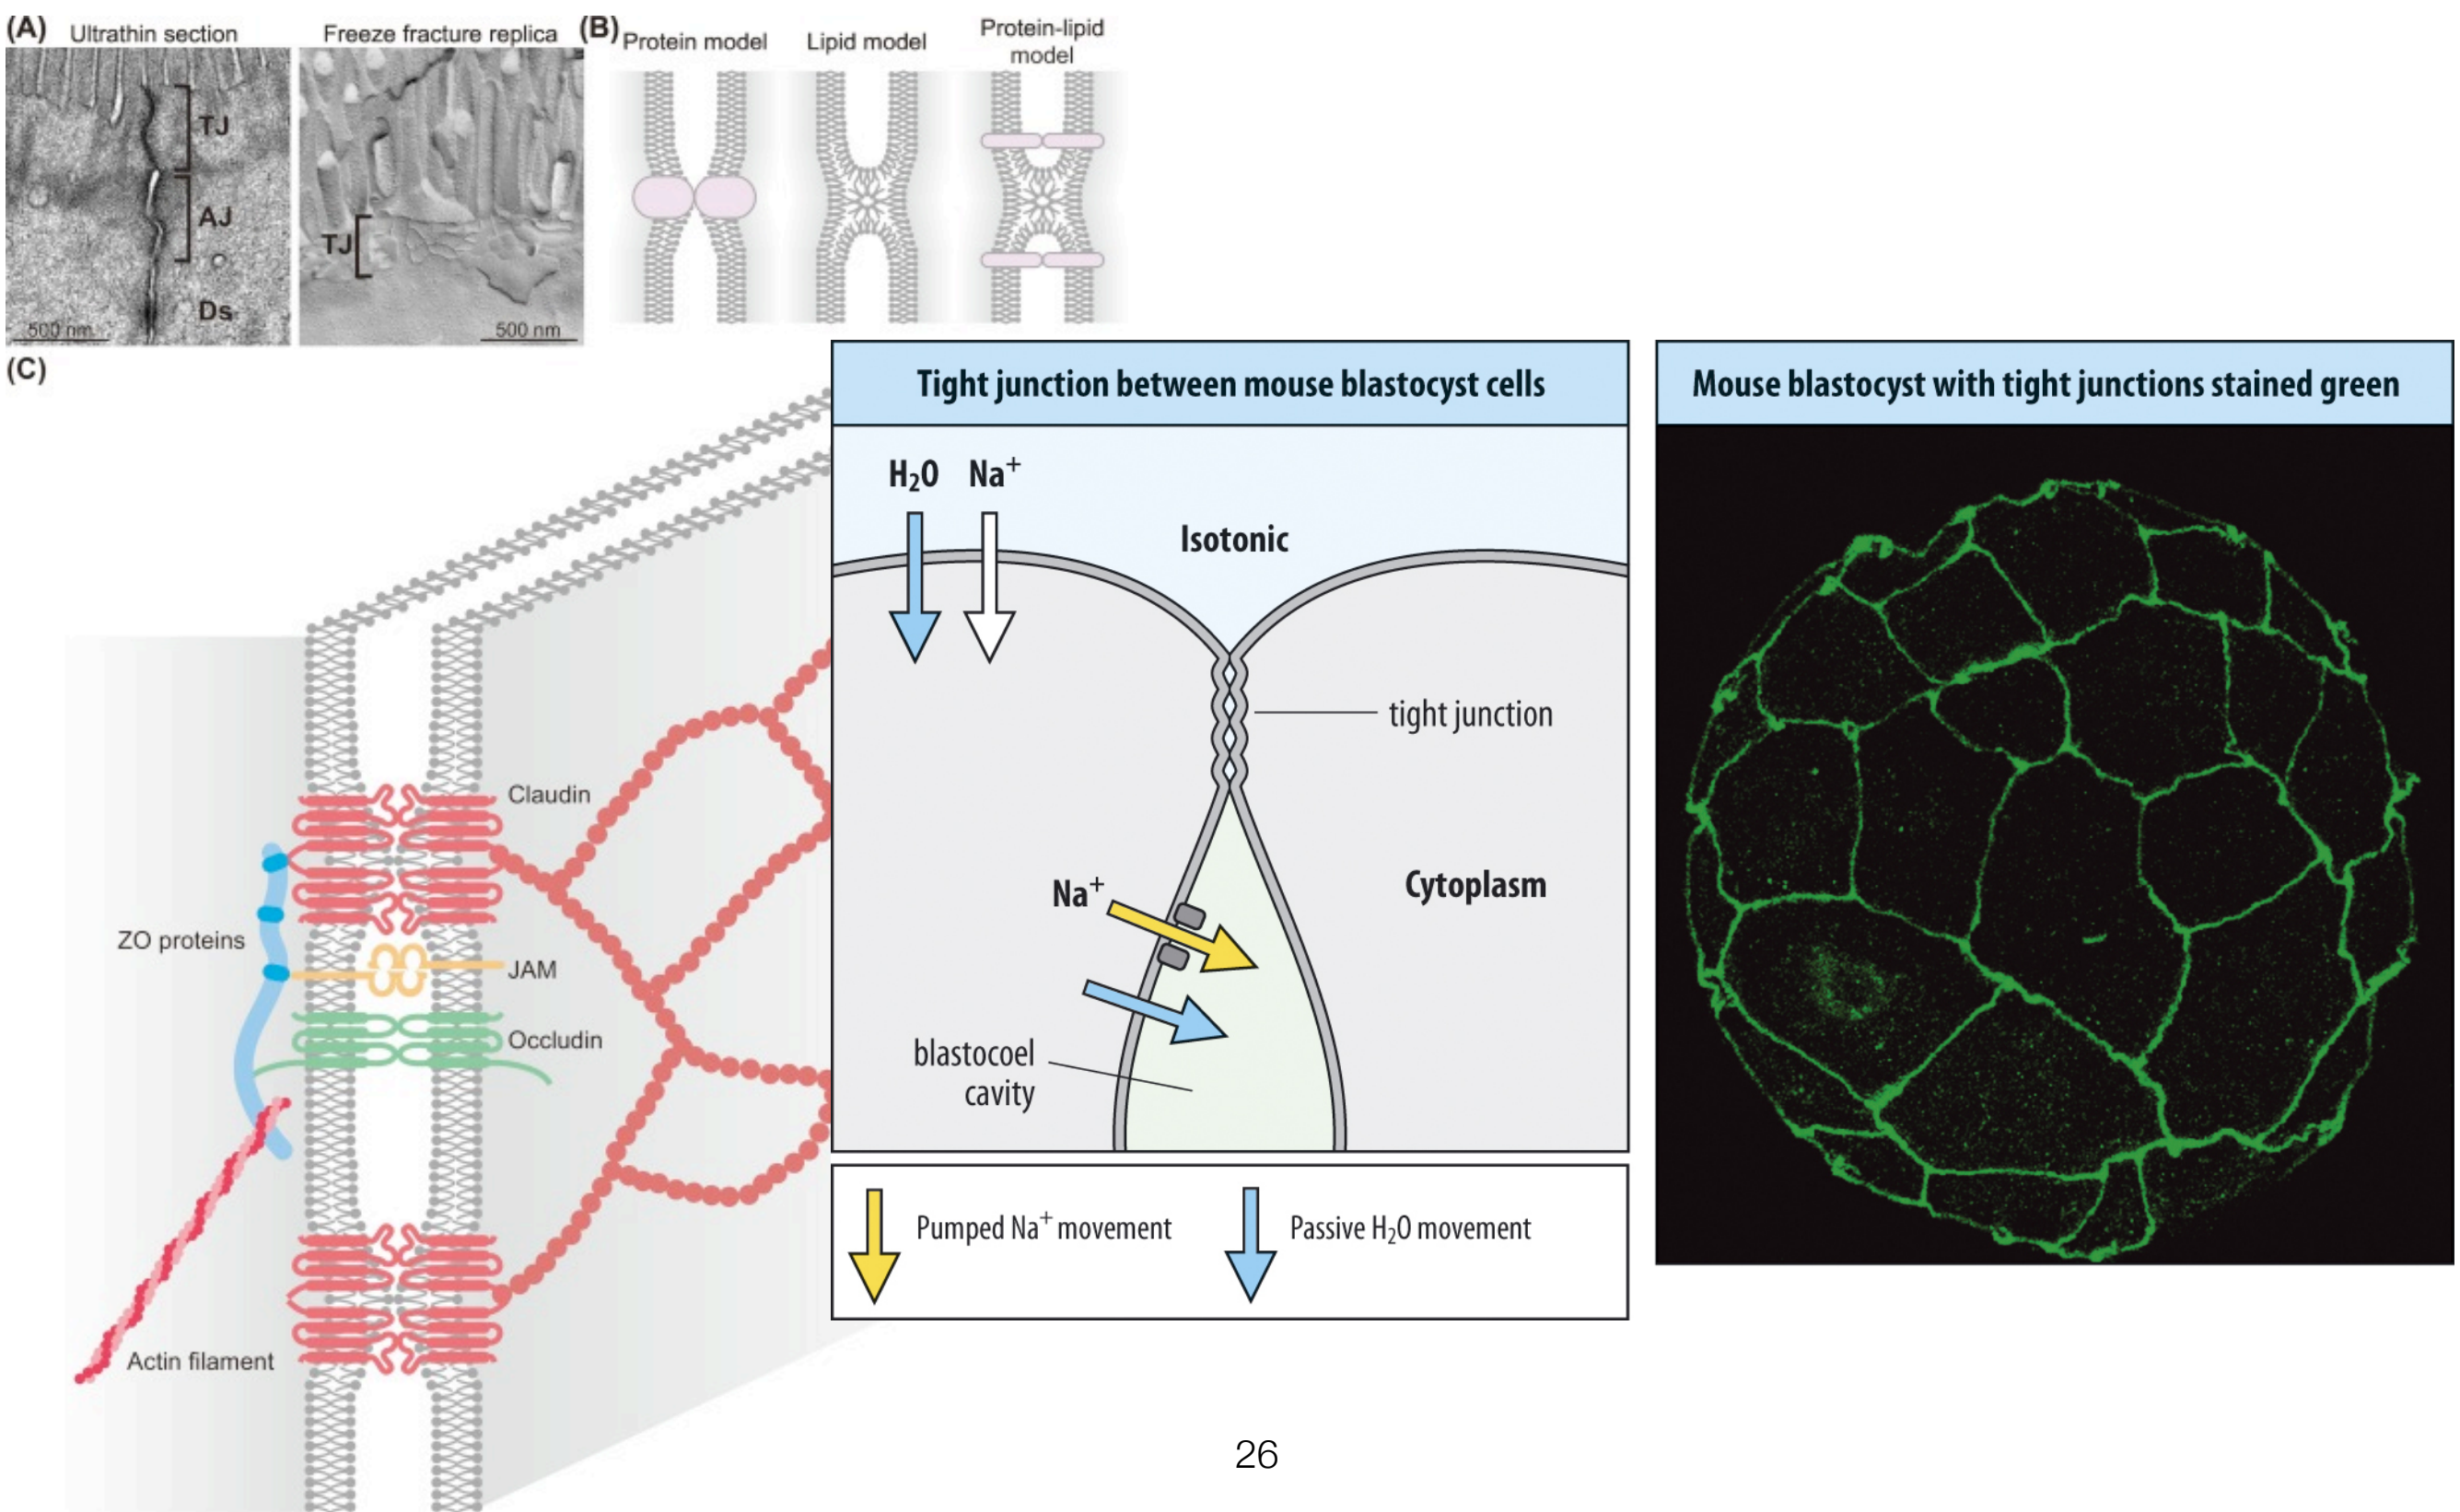 (A)
Ultrathin section
Freeze fracture replica
TJ
AJ
Ds
500 nm
TJ
500 nm
(B)
Protein model
Lipid model
Protein-lipid
model
(C)
Claudin
ZO proteins
JAM
Occludin
Actin filament
Tight junction between mouse blastocyst cells
H₂O Na⁺
Isotonic
tight junction
Na⁺
Cytoplasm
blastocoel
cavity
Pumped Na⁺ movement
Passive H₂O movement
Mouse blastocyst with tight junctions stained green
26